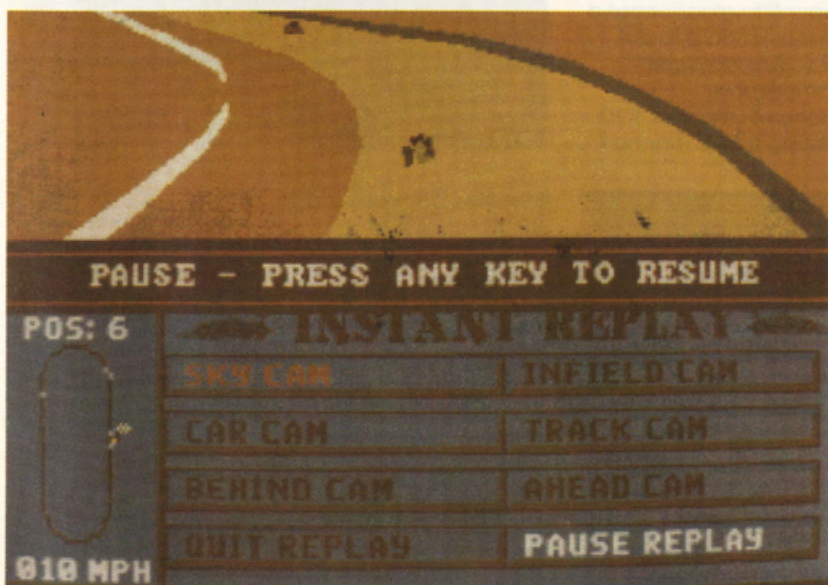 PAUSE - PRESS ANY KEY TO RESUME
POS: 6
INSTANT REPLAY
SKY CAM
INFIELD CAM
CAR CAM
TRACK CAM
BEHIND CAM
AHEAD CAM
QUIT REPLAY
PAUSE REPLAY
010 MPH